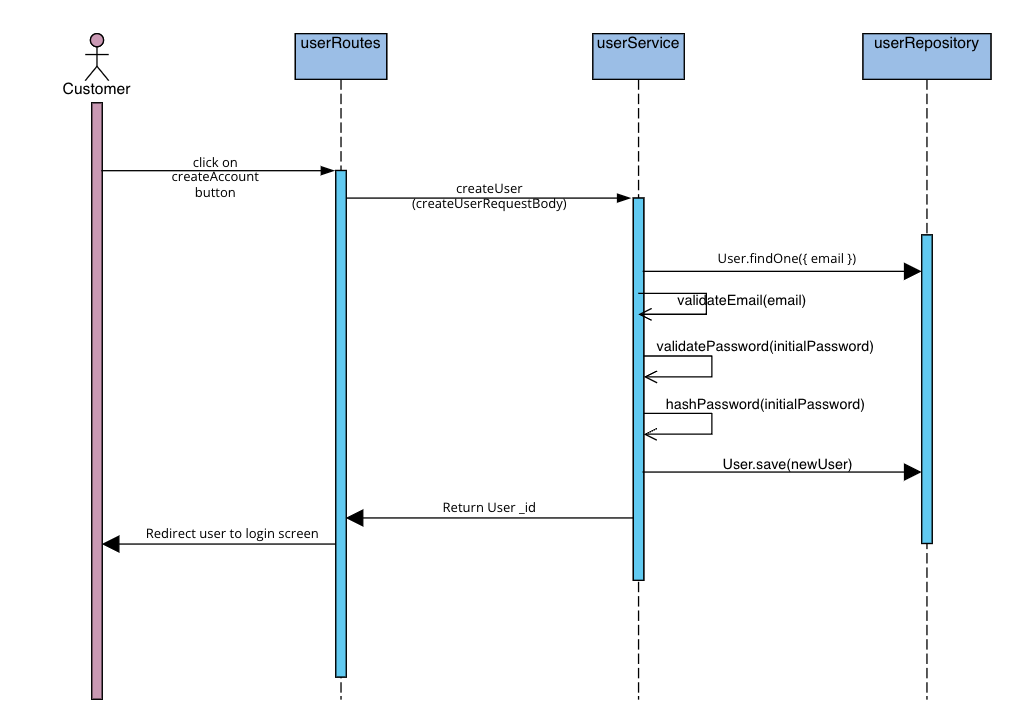 userRoutes
userService
userRepository
Customer
click on
createAccount
button
createUser
(createUserRequestBody)
User.findOne({ email })
validateEmail(email)
validatePassword(initialPassword)
hashPassword(initialPassword)
User.save(newUser)
Return User _id
Redirect user to login screen